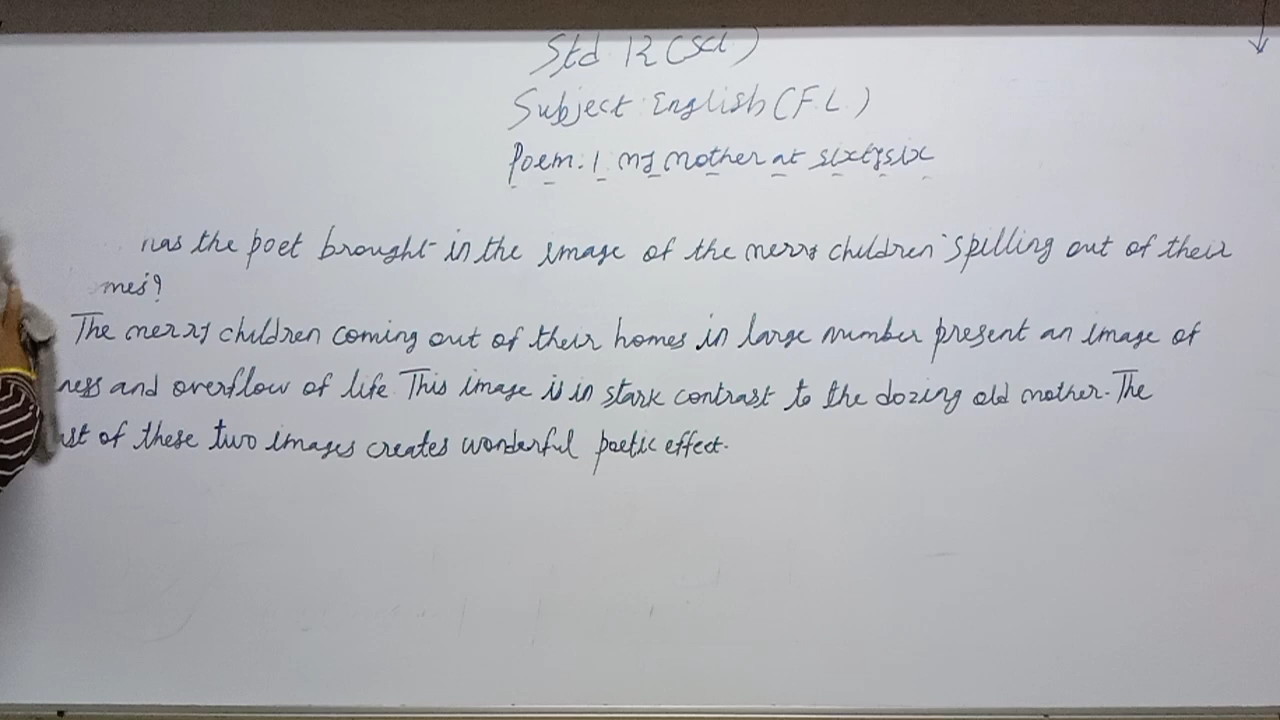 Std 12 (Sci)
Subject English (F.L.)
Poem: 1 My Mother at sixty six
has the poet brought in the image of the merry children 'spilling out of their
mes'?
The merry children coming out of their homes in large number present an image of
ness and overflow of life. This image is in stark contrast to the dozing old mother. The
ast of these two images creates wonderful poetic effect.